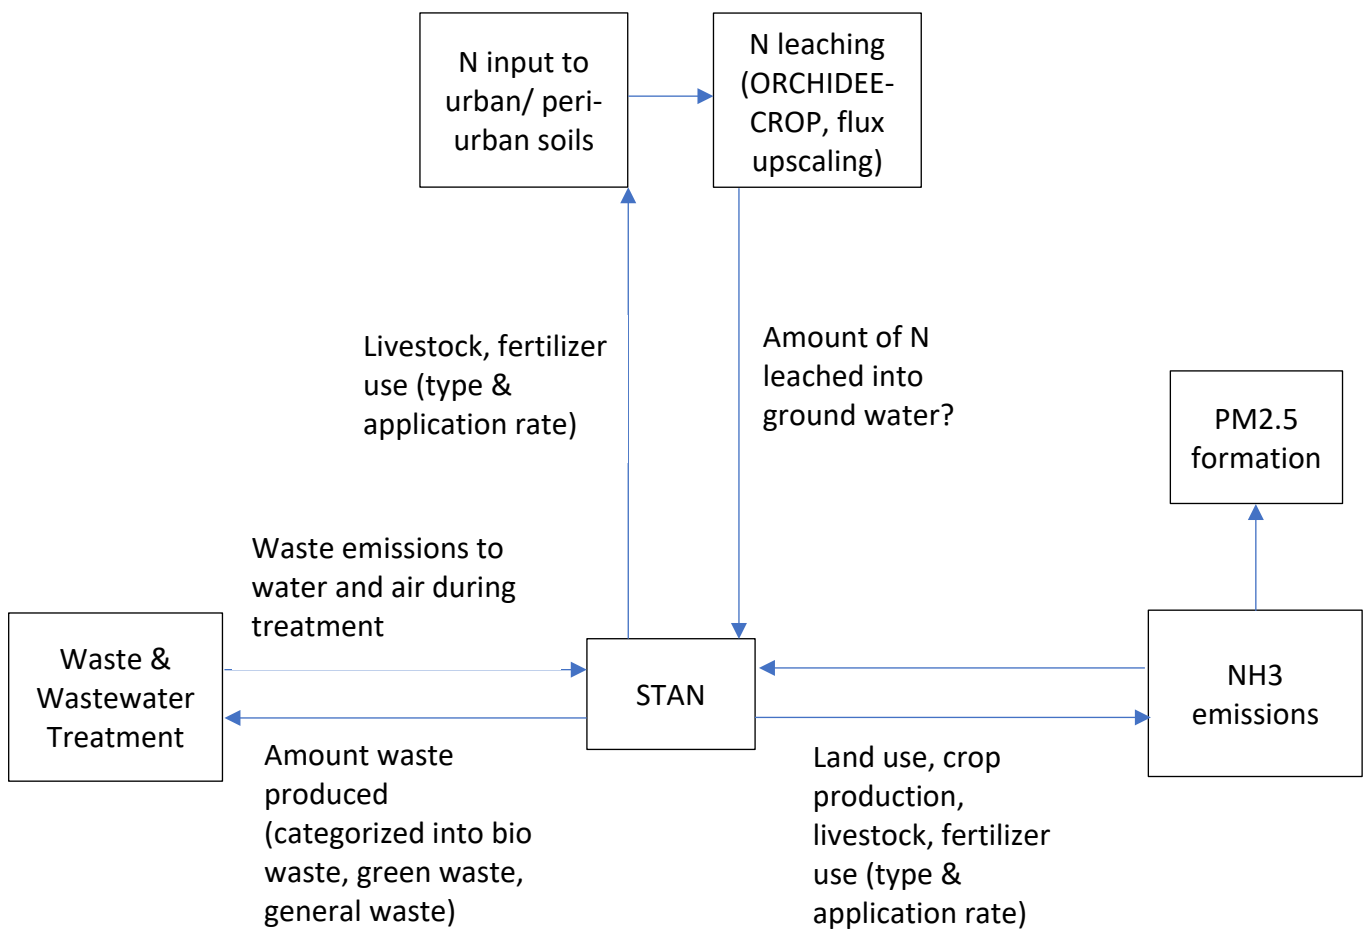 N input to
urban/ peri-
urban soils
N leaching
(ORCHIDEE-
CROP, flux
upscaling)
Livestock, fertilizer
use (type &
application rate)
Amount of N
leached into
ground water?
PM2.5
formation
Waste emissions to
water and air during
treatment
Waste &
Wastewater
Treatment
STAN
NH3
emissions
Amount waste
produced
(categorized into bio
waste, green waste,
general waste)
Land use, crop
production,
livestock, fertilizer
use (type &
application rate)